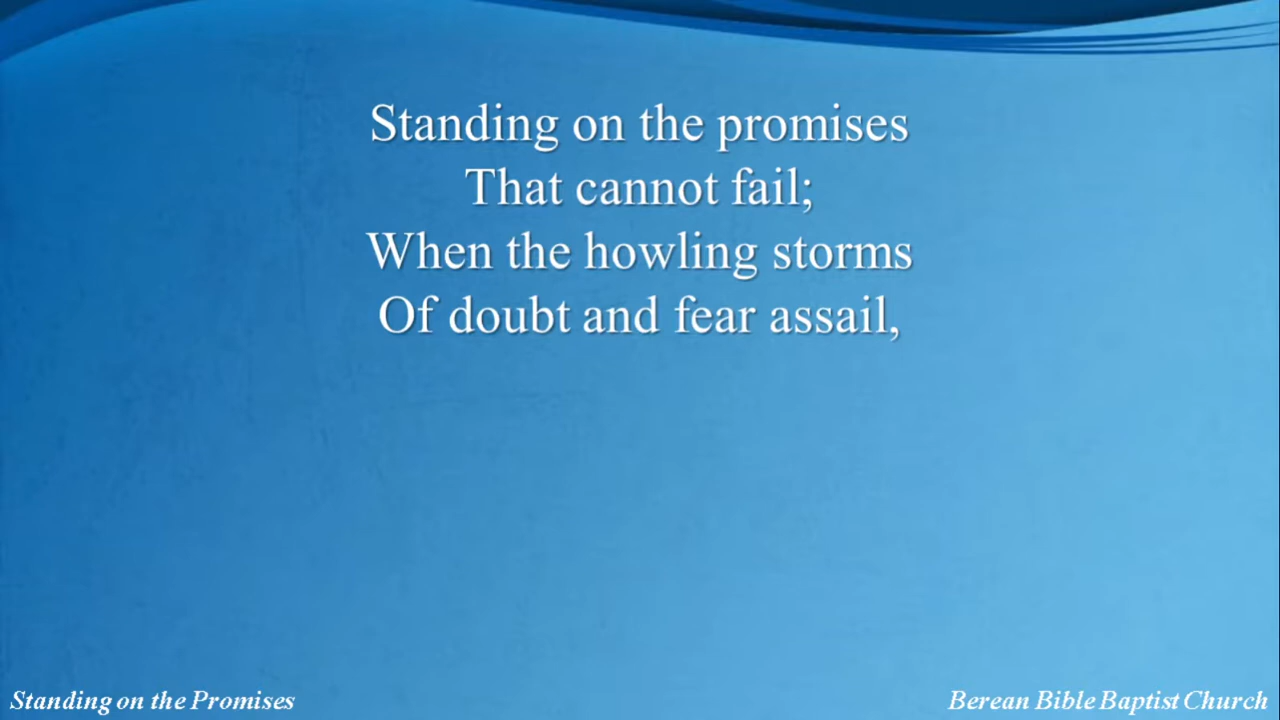 Standing on the promises
That cannot fail;
When the howling storms
Of doubt and fear assail,
Standing on the Promises
Berean Bible Baptist Church